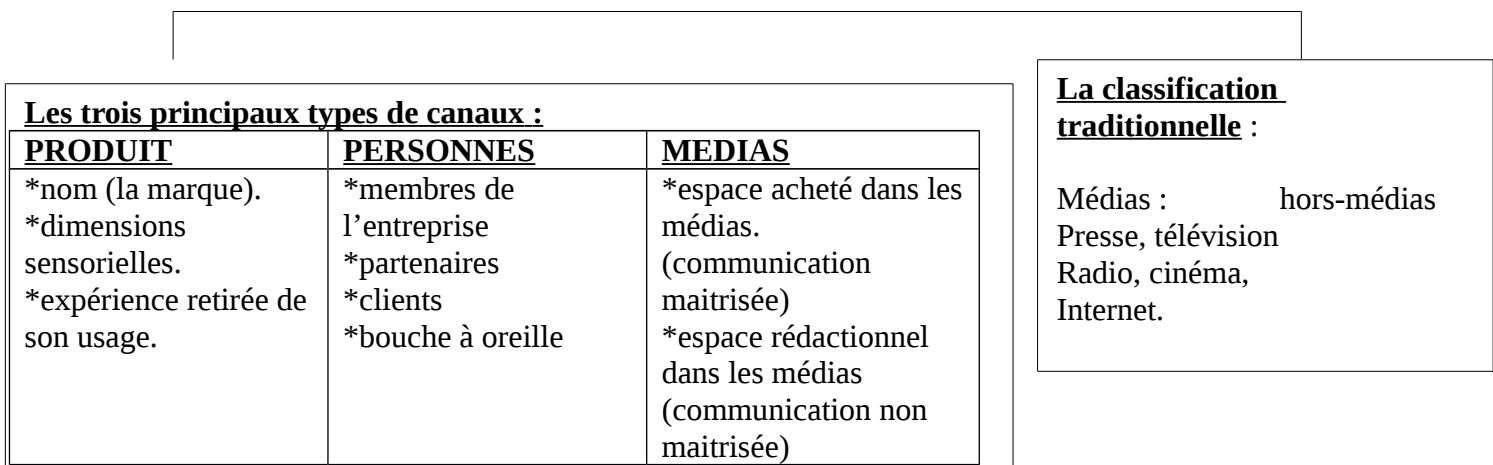 Les trois principaux types de canaux :
PRODUIT
*nom (la marque).
*dimensions
sensorielles.
*expérience retirée de
son usage.
PERSONNES
*membres de
l’entreprise
*partenaires
*clients
*bouche à oreille
MEDIAS
*espace acheté dans les
médias.
(communication
maitrisée)
*espace rédactionnel
dans les médias
(communication non
maitrisée)
La classification
traditionnelle :
Médias : hors-médias
Presse, télévision
Radio, cinéma,
Internet.